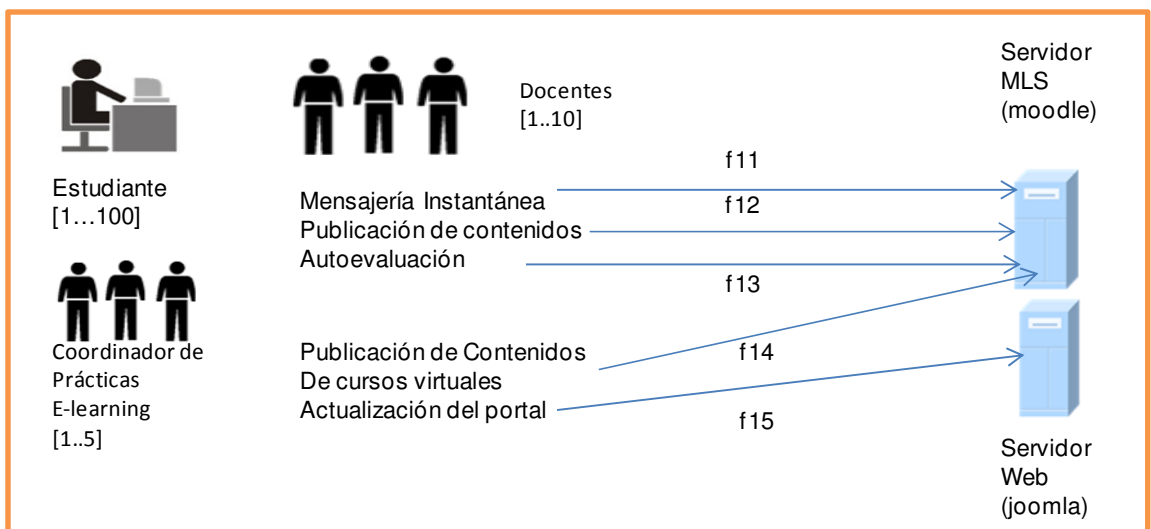 Servidor
MLS
(moodle)
Docentes
[1..10]
Estudiante
[1...100]
f11
Mensajería Instantánea
f12
Publicación de contenidos
Autoevaluación
f13
Coordinador de
Prácticas
E-learning
[1..5]
Publicación de Contenidos
f14
De cursos virtuales
Actualización del portal
f15
Servidor
Web
(joomla)